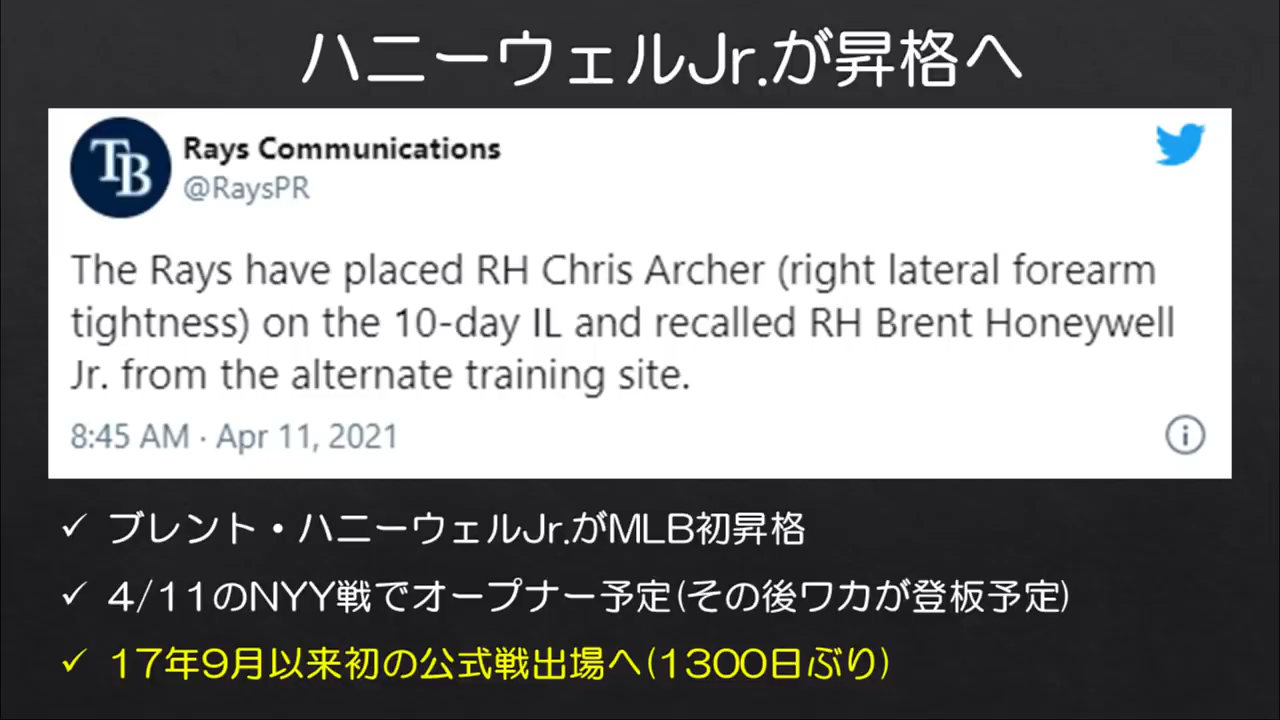 ハニーウェルJr.が昇格へ
TB
Rays Communications
@RaysPR
The Rays have placed RH Chris Archer (right lateral forearm
tightness) on the 10-day IL and recalled RH Brent Honeywell
Jr. from the alternate training site.
8:45 AM · Apr 11, 2021
✓ ブレント・ハニーウェルJr.がMLB初昇格
✓ 4/11のNYY戦でオープナー予定(その後ワカが登板予定)
✓ 17年9月以来初の公式戦出場へ(1300日ぶり)